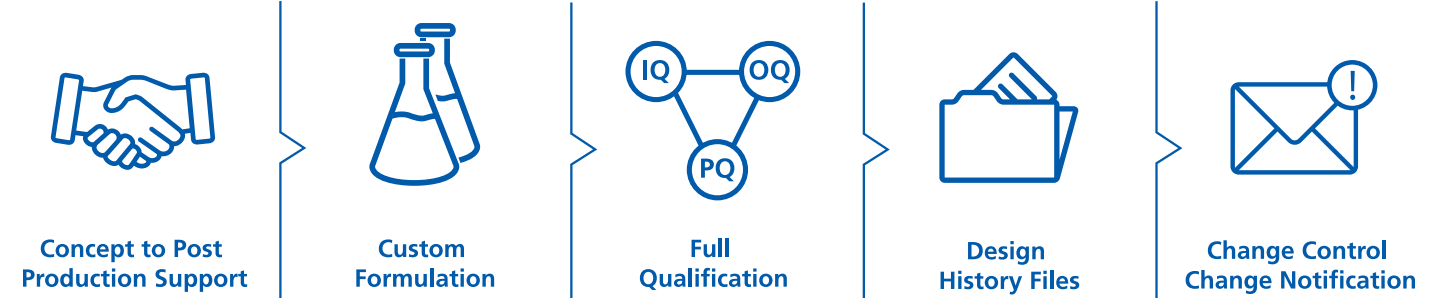 Concept to Post
Production Support
Custom
Formulation
IQ
OQ
PQ
Full
Qualification
Design
History Files
!
Change Control
Change Notification